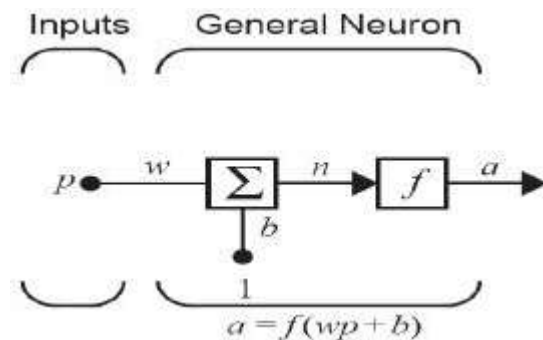 Inputs General Neuron
p w Σ n f a
b
1
a = f(wp + b)